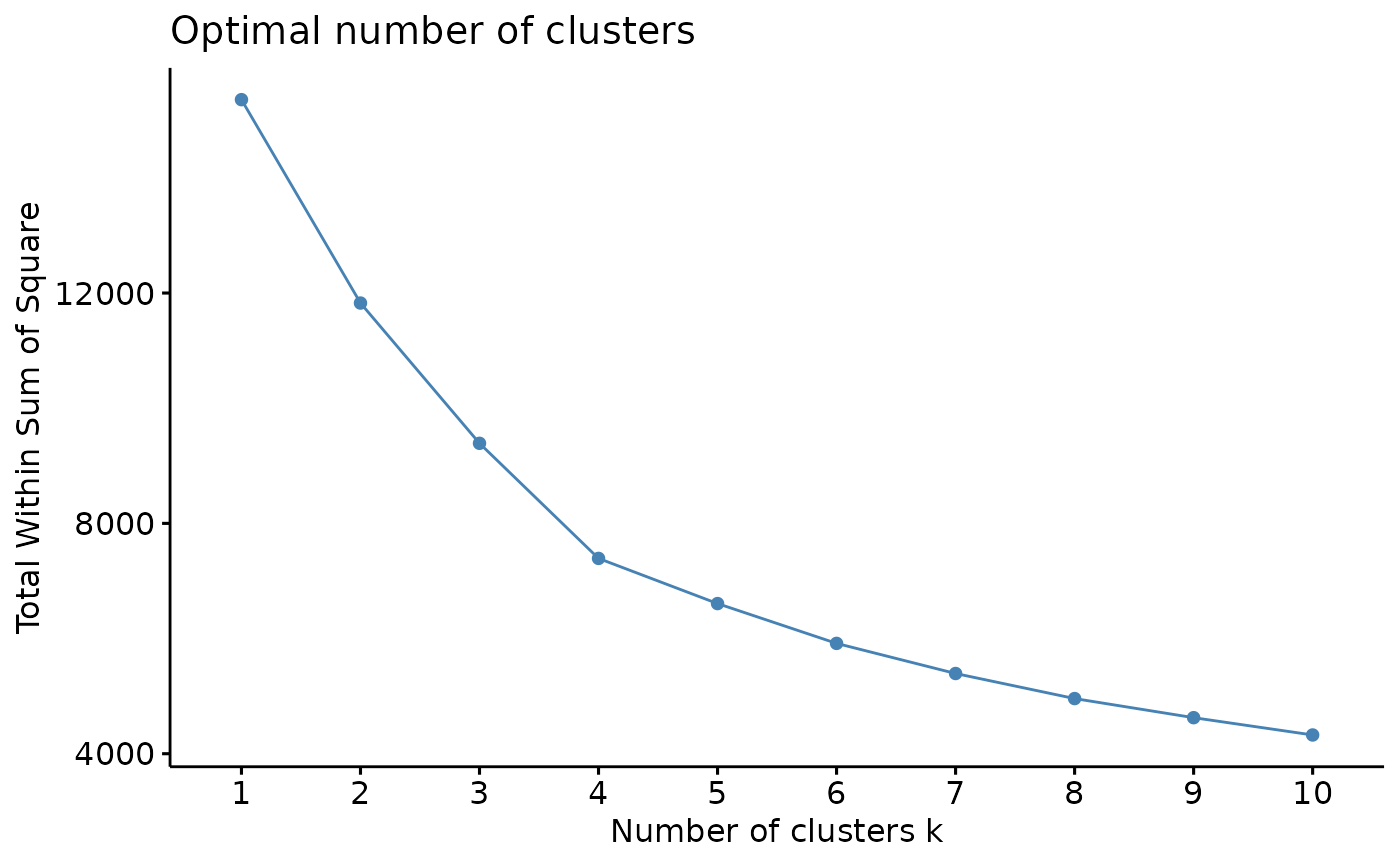 Optimal number of clusters
Total Within Sum of Square
12000
8000
4000
1 2 3 4 5 6 7 8 9 10
Number of clusters k